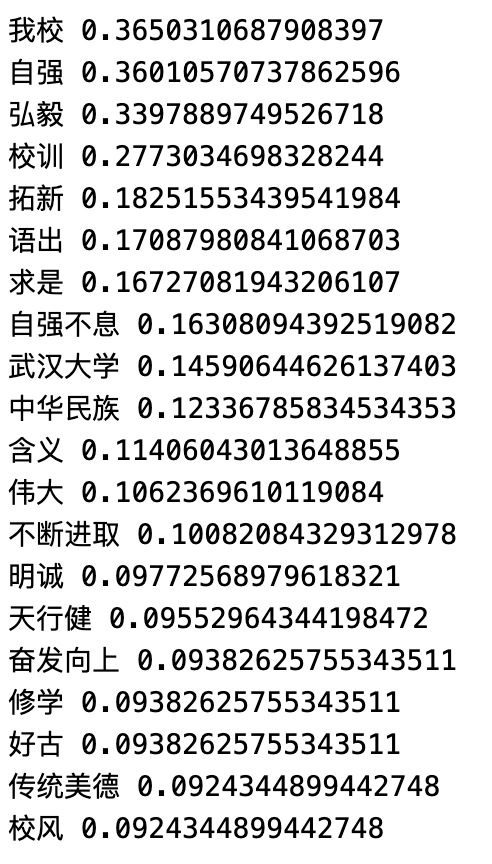 我校 0.3650310687908397
自强 0.36010570737862596
弘毅 0.3397889749526718
校训 0.2773034698328244
拓新 0.18251553439541984
语出 0.17087980841068703
求是 0.16727081943206107
自强不息 0.16308094392519082
武汉大学 0.14590644626137403
中华民族 0.12336785834534353
含义 0.11406043013648855
伟大 0.1062369610119084
不断进取 0.10082084329312978
明诚 0.09772568979618321
天行健 0.09552964344198472
奋发向上 0.09382625755343511
修学 0.09382625755343511
好古 0.09382625755343511
传统美德 0.0924344899442748
校风 0.0924344899442748